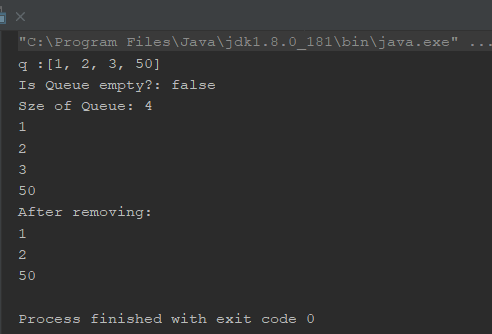 "C:\Program Files\Java\jdk1.8.0_181\bin\java.exe" ...
q :[1, 2, 3, 50]
Is Queue empty?: false
Sze of Queue: 4
1
2
3
50
After removing:
1
2
50
Process finished with exit code 0